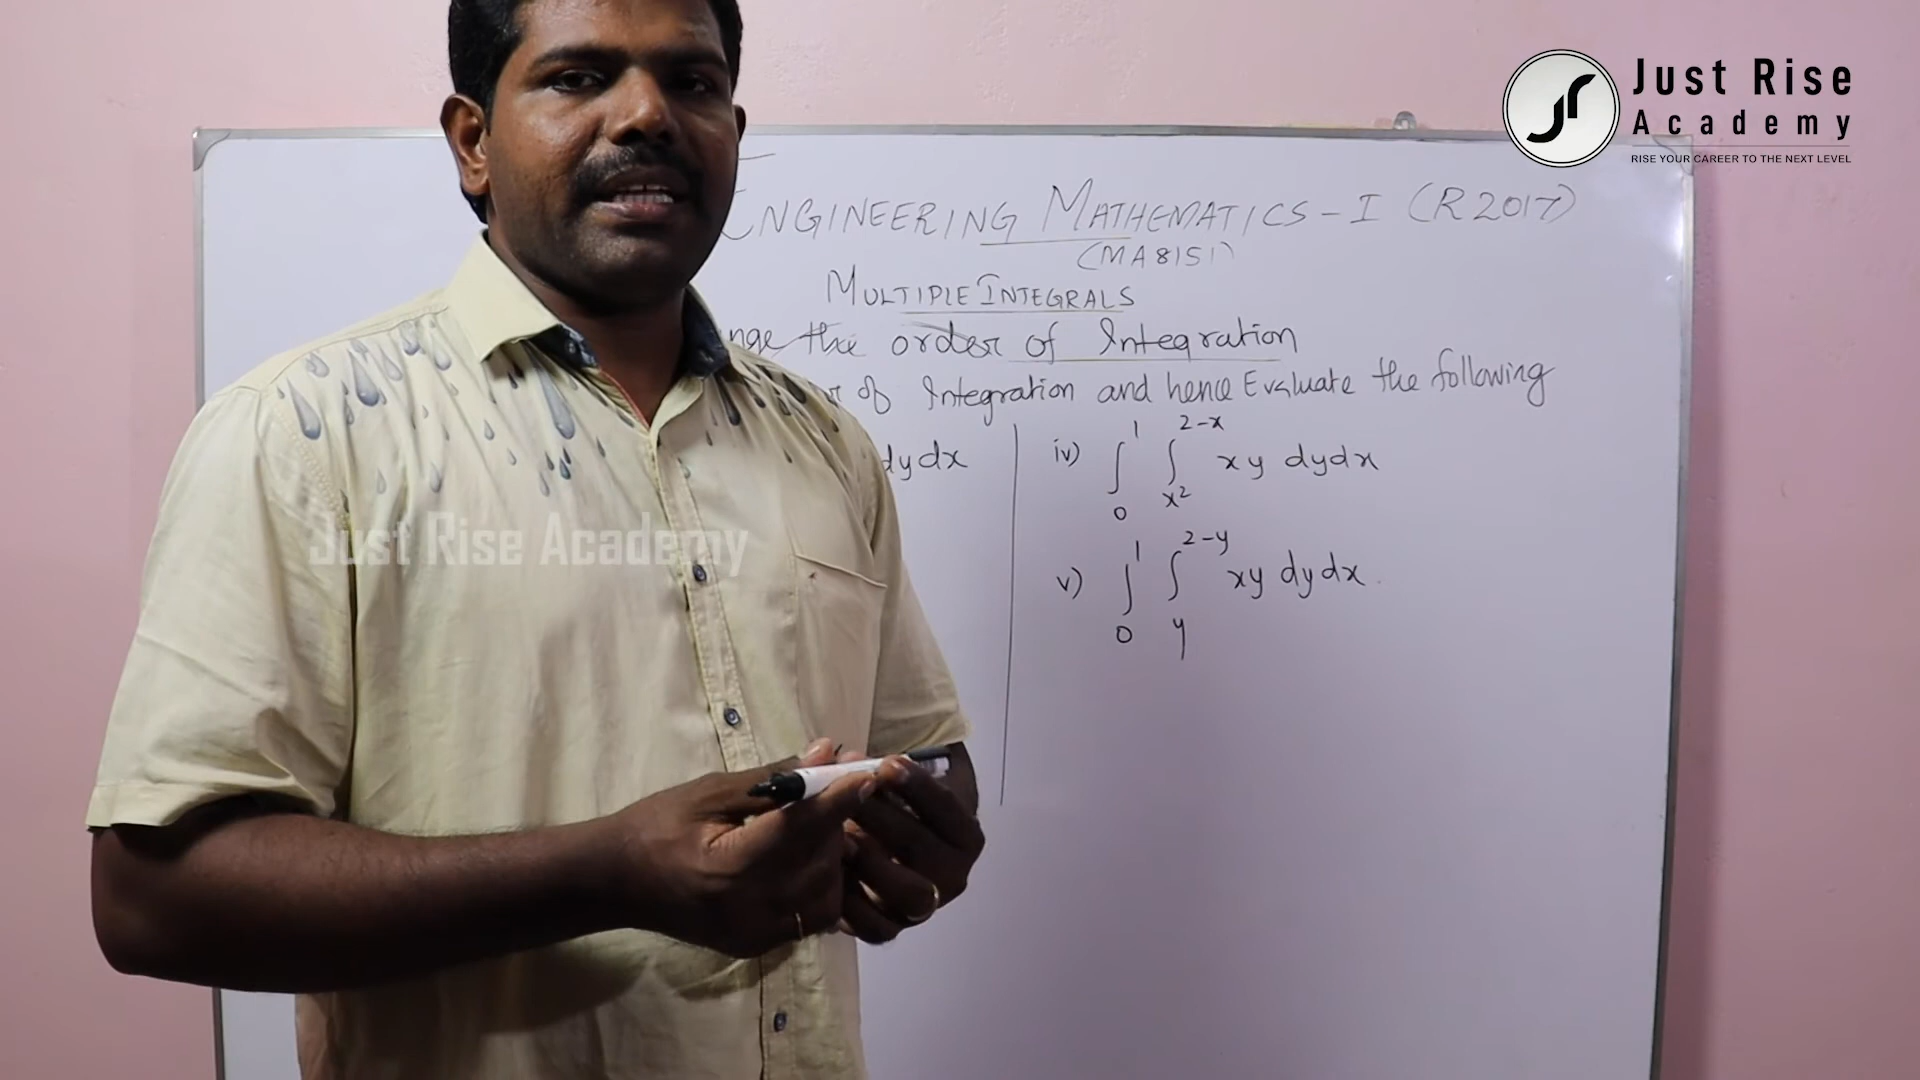 Just Rise
Academy
RISE YOUR CAREER TO THE NEXT LEVEL
ENGINEERING MATHEMATICS - I (R2017)
(MA8151)
MULTIPLE INTEGRALS
the order of Integration
of Integration and hence Evaluate the following
dydx
iv) ∫₀¹ ∫ₓ²^(2-x) xy dydx
v) ∫₀¹ ∫ᵧ^(2-y) xy dydx
Just Rise Academy